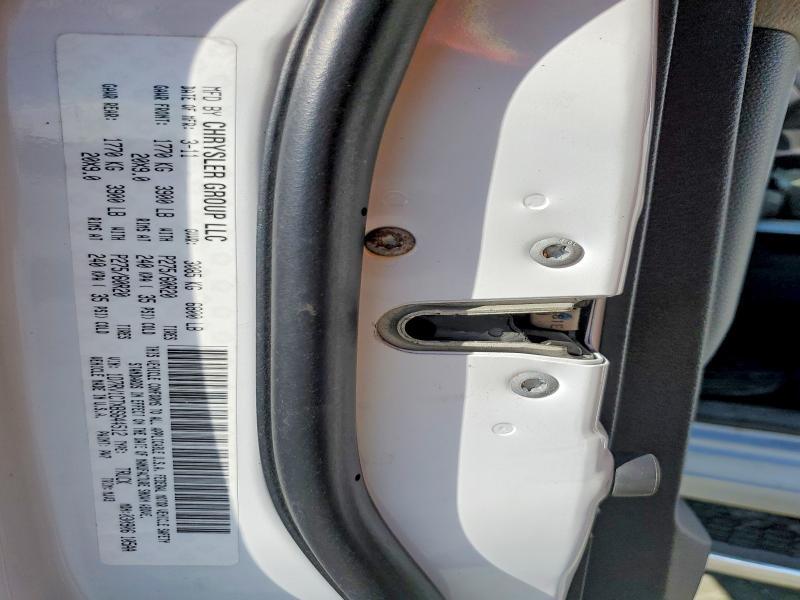 MFD BY CHRYSLER GROUP LLC
DATE OF MFR: 3-11 GVWR: 3085 KG 6800 LB
GAWR FRONT: 1770 KG 3900 LB WITH P275/60R20 TIRES
20X9.0 RIMS AT 240 KPA ( 35 PSI) COLD
GAWR REAR: 1770 KG 3900 LB WITH P275/60R20 TIRES
20X9.0 RIMS AT 240 KPA ( 35 PSI) COLD
THIS VEHICLE CONFORMS TO ALL APPLICABLE U.S.A. FEDERAL MOTOR VEHICLE SAFETY
STANDARDS IN EFFECT ON THE DATE OF MANUFACTURE SHOWN ABOVE.
VIN: TYPE: TRUCK
VEHICLE MADE IN U.S.A. PAINT: PW7